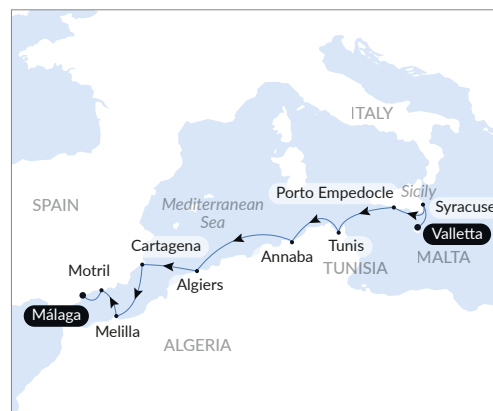 ITALY
SPAIN
Mediterranean
Sea
Porto Empedocle
Sicily
Syracuse
Valletta
Cartagena
Annaba
Tunis
TUNISIA
MALTA
Motril
Algiers
Málaga
Melilla
ALGERIA